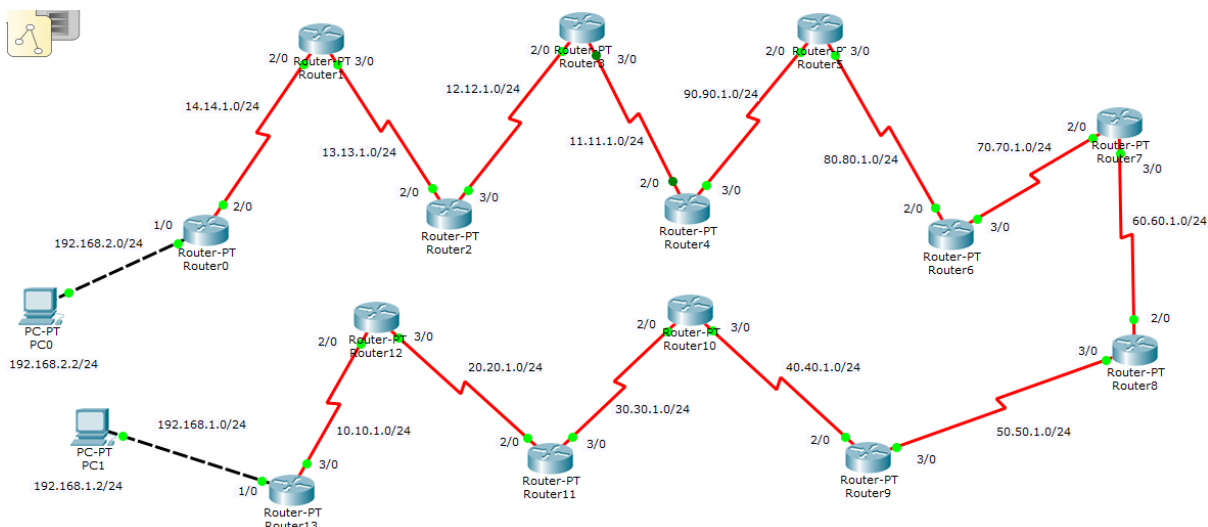 2/0
Router-PT
3/0
Router1
14.14.1.0/24
13.13.1.0/24
2/0
Router-PT
Router3
3/0
12.12.1.0/24
11.11.1.0/24
2/0
3/0
Router5
90.90.1.0/24
80.80.1.0/24
2/0
Router-PT
Router7
3/0
70.70.1.0/24
60.60.1.0/24
1/0
2/0
Router-PT
Router0
192.168.2.0/24
2/0
3/0
Router-PT
Router2
2/0
3/0
Router-PT
Router4
2/0
3/0
Router-PT
Router6
PC-PT
PC0
192.168.2.2/24
2/0
Router-PT
Router12
3/0
20.20.1.0/24
10.10.1.0/24
2/0
Router-PT
Router10
3/0
30.30.1.0/24
40.40.1.0/24
2/0
3/0
Router-PT
Router8
50.50.1.0/24
192.168.1.0/24
PC-PT
PC1
192.168.1.2/24
1/0
3/0
Router-PT
Router13
2/0
3/0
Router-PT
Router11
2/0
3/0
Router-PT
Router9